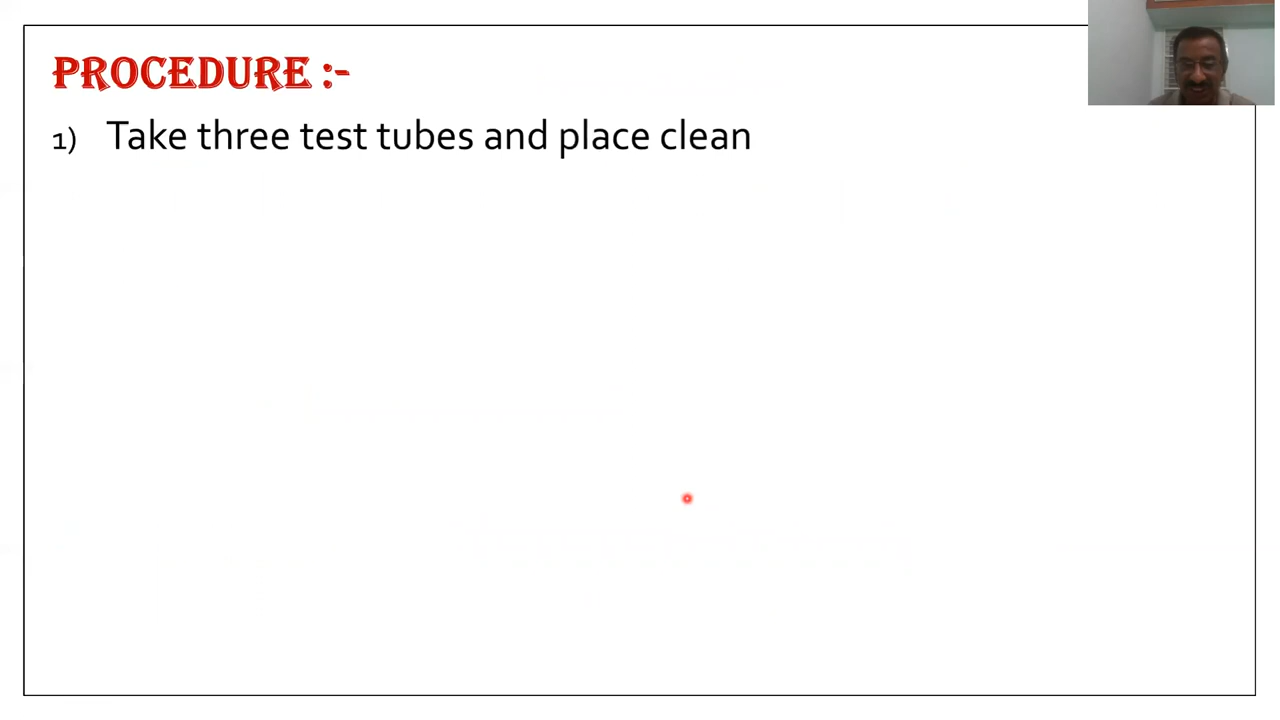 PROCEDURE :-
1) Take three test tubes and place clean